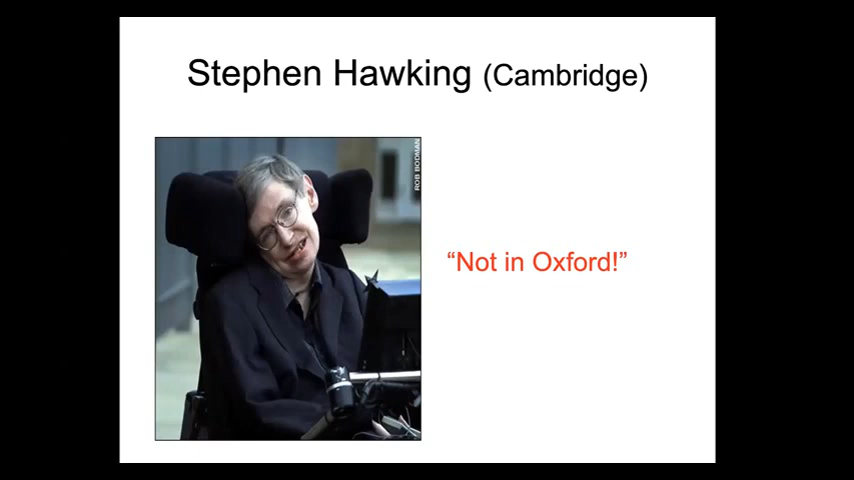 Stephen Hawking (Cambridge)
ROB BODMAN
“Not in Oxford!”